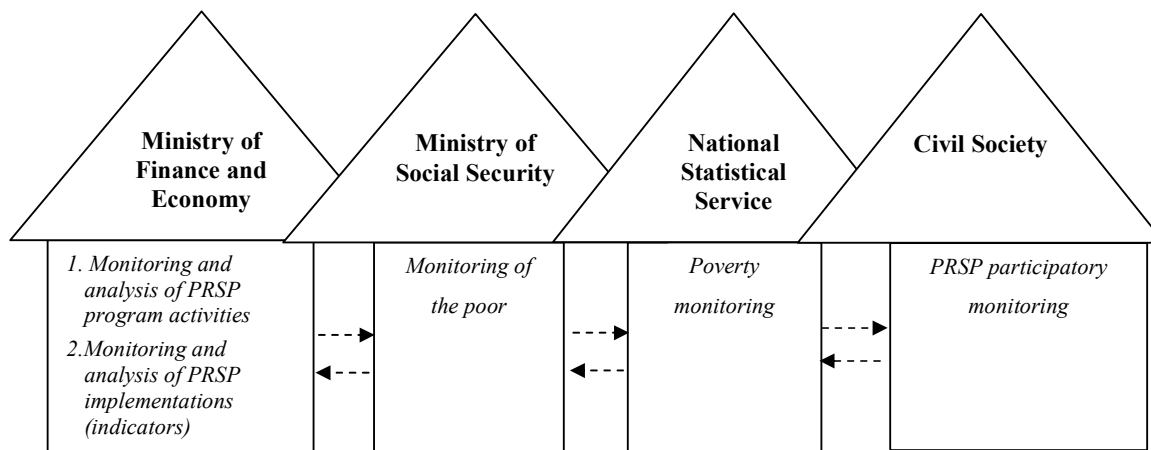 Ministry of
Finance and
Economy
Ministry of
Social Security
National
Statistical
Service
Civil Society
1. Monitoring and
analysis of PRSP
program activities
2.Monitoring and
analysis of PRSP
implementations
(indicators)
Monitoring of
the poor
Poverty
monitoring
PRSP participatory
monitoring